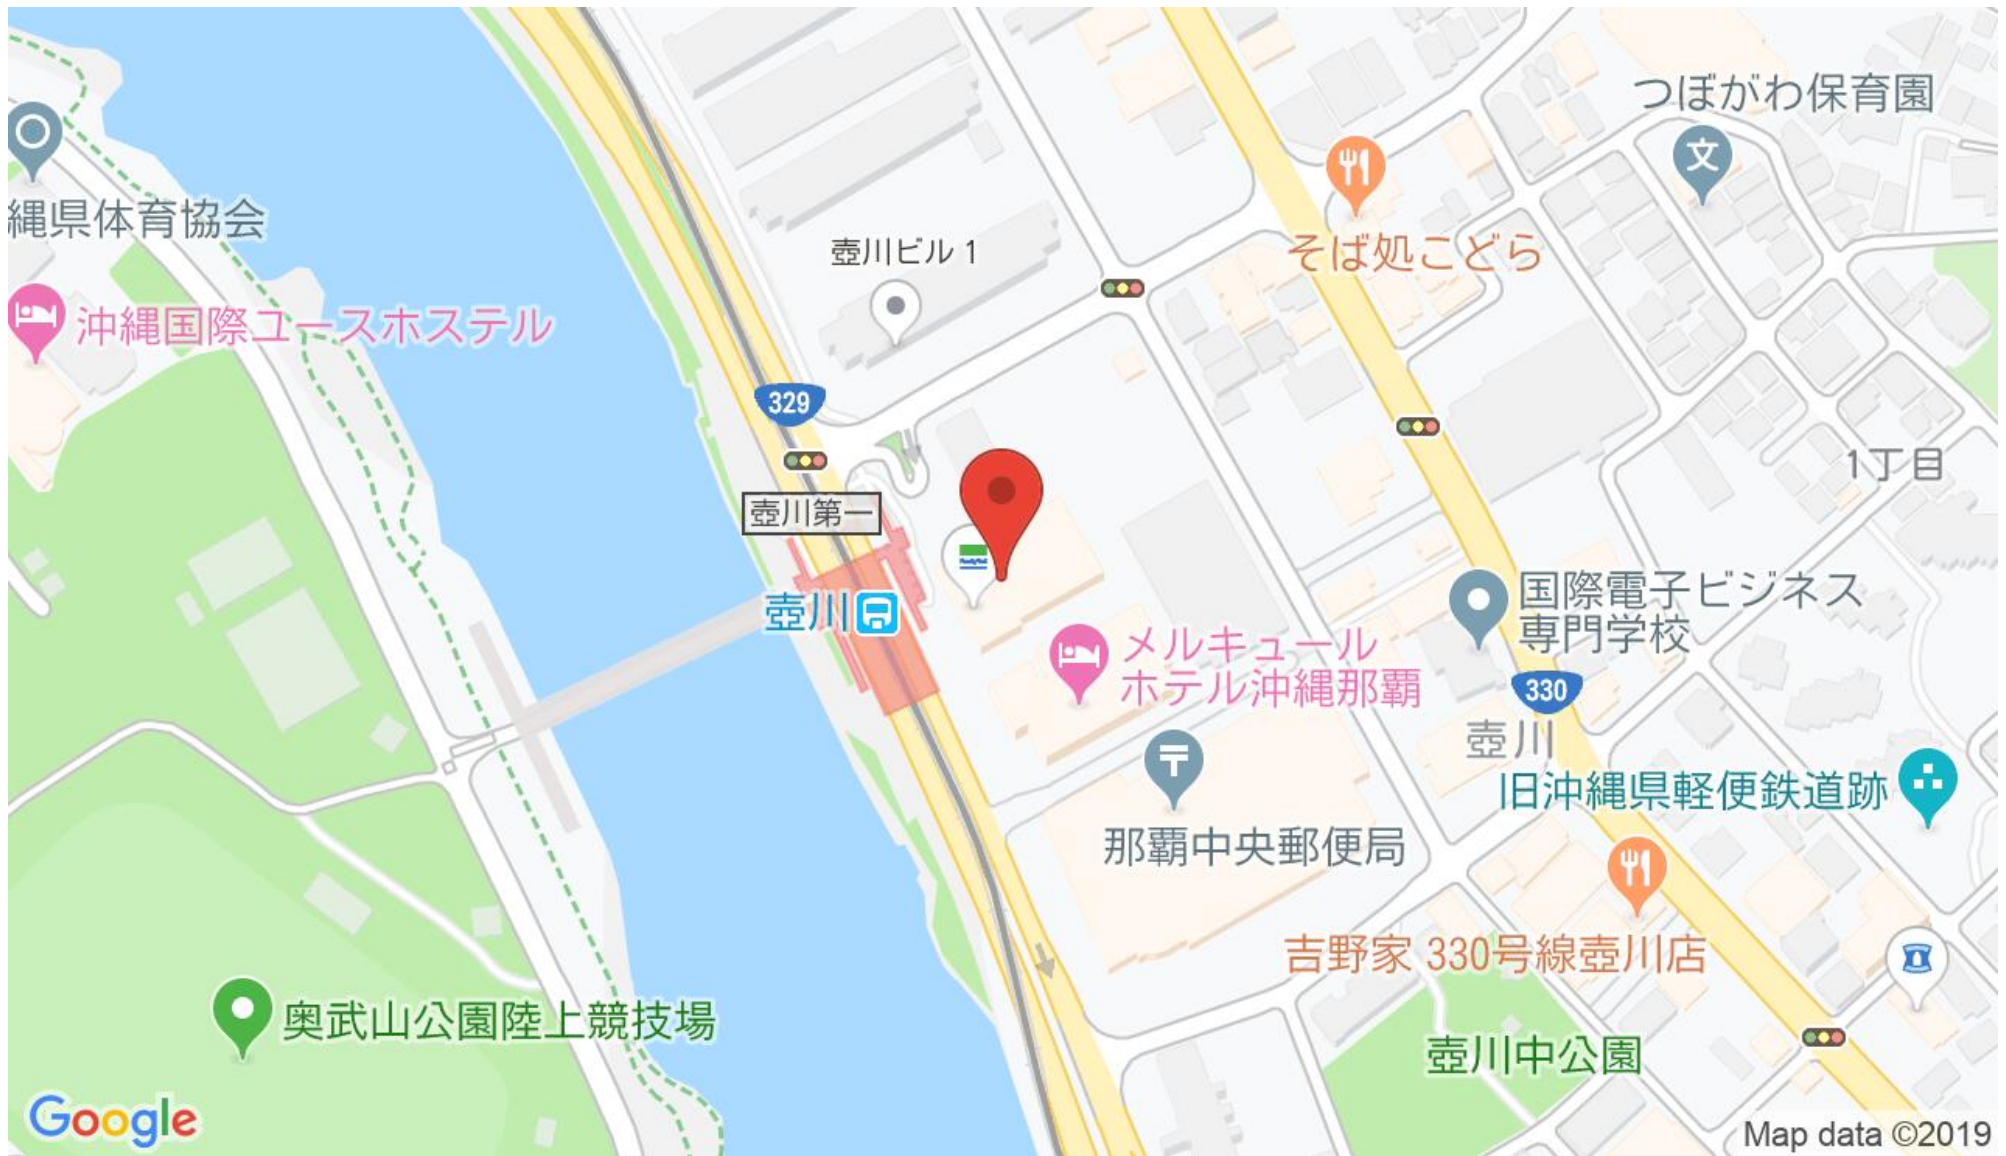 つぼがわ保育園
文
縄県体育協会
そば処こどら
壺川ビル 1
沖縄国際ユースホステル
329
1丁目
壺川第一
壺川
国際電子ビジネス
専門学校
メルキュール
ホテル沖縄那覇
330
壺川
旧沖縄県軽便鉄道跡
〒
那覇中央郵便局
吉野家 330号線壺川店
奥武山公園陸上競技場
壺川中公園
Google
Map data ©2019